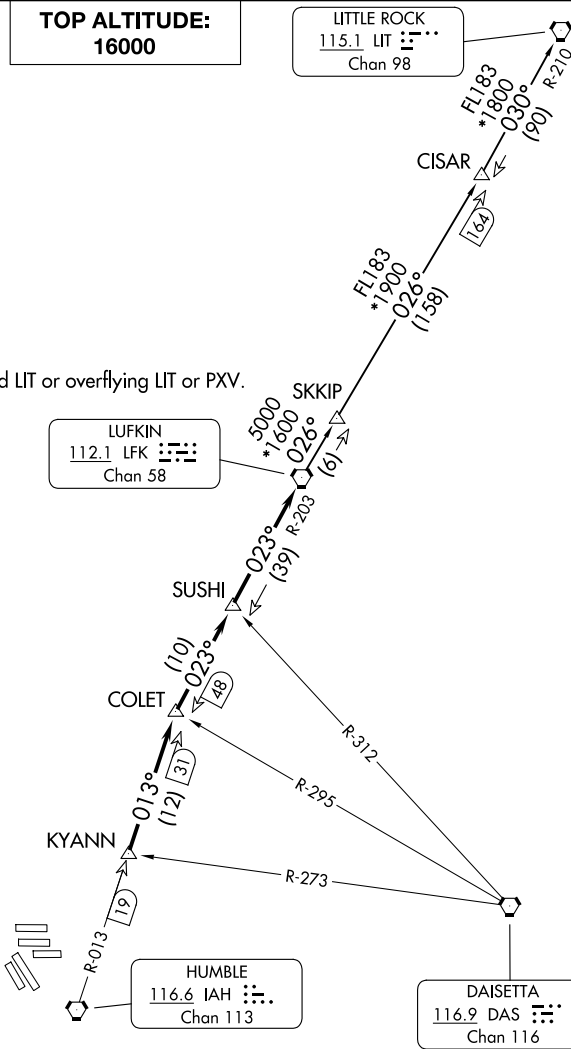 TOP ALTITUDE:
16000
LITTLE ROCK
115.1 LIT
Chan 98
R-210
FL183
*1800
030°
(90)
CISAR
164
FL183
*1900
026°
(158)
d LIT or overflying LIT or PXV.
SKKIP
5000
*1600
026°
(6)
LUFKIN
112.1 LFK
Chan 58
R-203
023°
(39)
SUSHI
(10)
023°
48
COLET
R-312
31
013°
(12)
R-295
KYANN
R-273
19
R-013
HUMBLE
116.6 IAH
Chan 113
DAISETTA
116.9 DAS
Chan 116